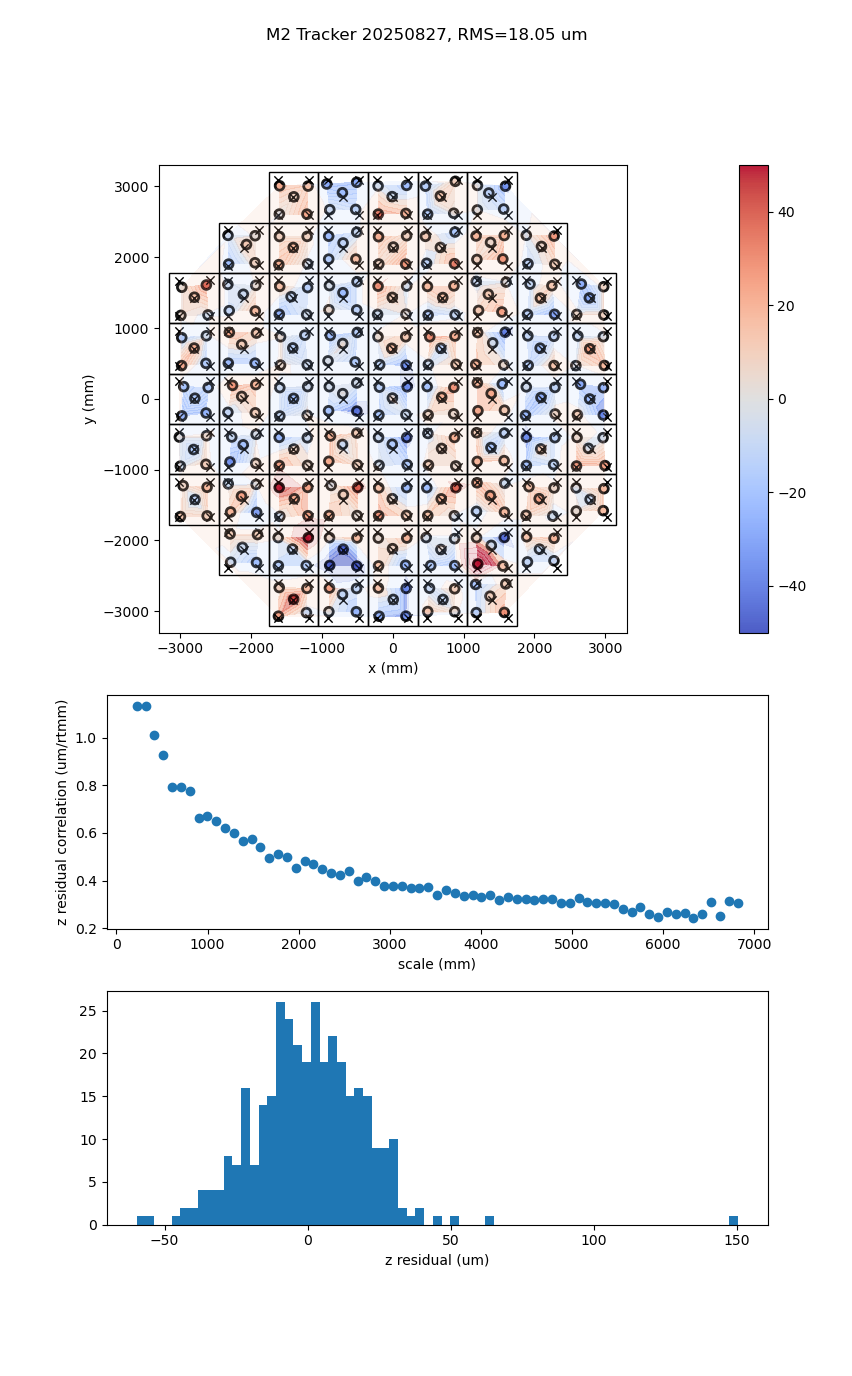 M2 Tracker 20250827, RMS=18.05 um
3000
2000
1000
0
−1000
−2000
−3000
y (mm)
−3000 −2000 −1000 0 1000 2000 3000
x (mm)
40
20
0
−20
−40
1.0
0.8
0.6
0.4
0.2
z residual correlation (um/rtmm)
0 1000 2000 3000 4000 5000 6000 7000
scale (mm)
25
20
15
10
5
0
−50 0 50 100 150
z residual (um)